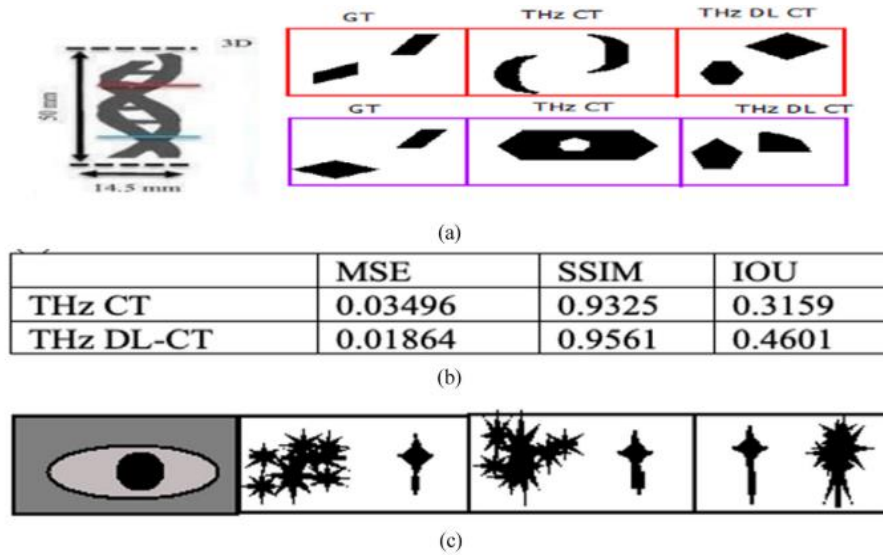 GT THz CT THz DL CT
3D
50 mm
GT THz CT THz DL CT
14.5 mm
(a)
MSE SSIM IOU
THz CT 0.03496 0.9325 0.3159
THz DL-CT 0.01864 0.9561 0.4601
(b)
(c)